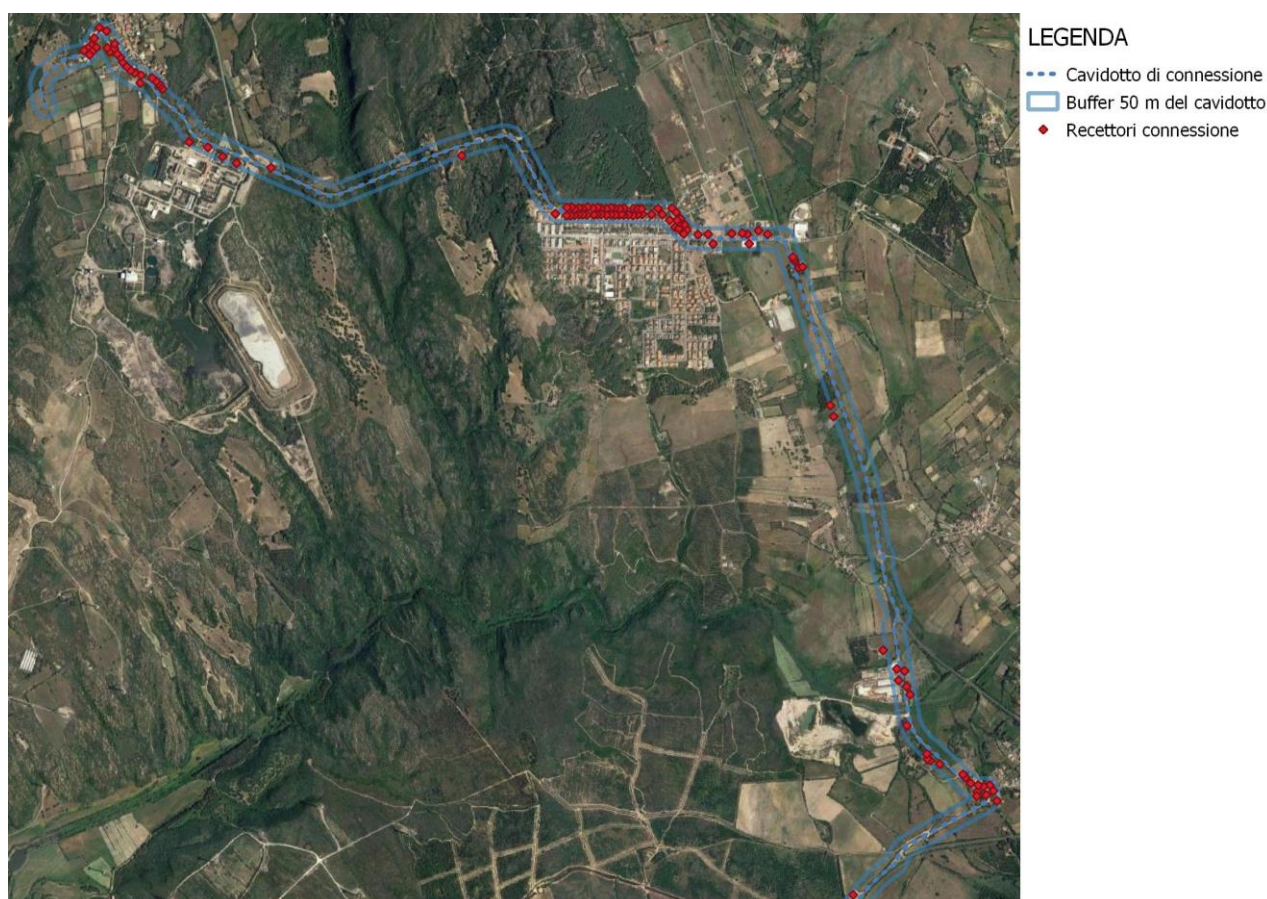 LEGENDA
Cavidotto di connessione
Buffer 50 m del cavidotto
Recettori connessione